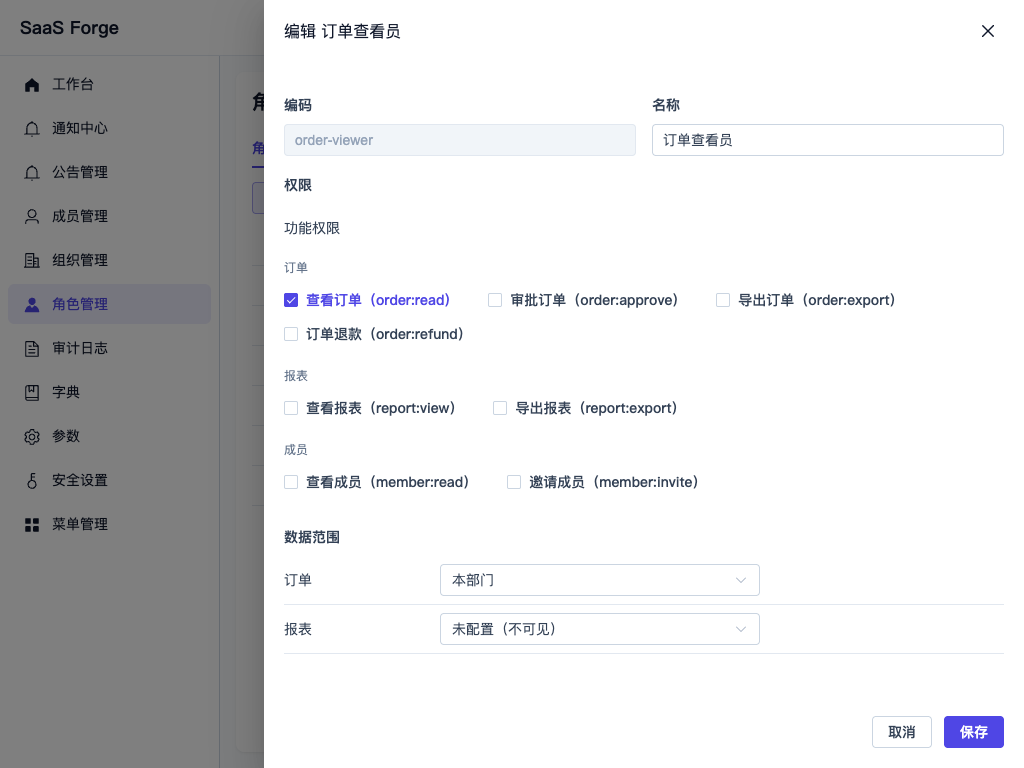 SaaS Forge
工作台
通知中心
公告管理
成员管理
组织管理
角色管理
审计日志
字典
参数
安全设置
菜单管理
编辑 订单查看员
编码
名称
order-viewer
订单查看员
权限
功能权限
订单
查看订单（order:read）
审批订单（order:approve）
导出订单（order:export）
订单退款（order:refund）
报表
查看报表（report:view）
导出报表（report:export）
成员
查看成员（member:read）
邀请成员（member:invite）
数据范围
订单
本部门
报表
未配置（不可见）
取消
保存